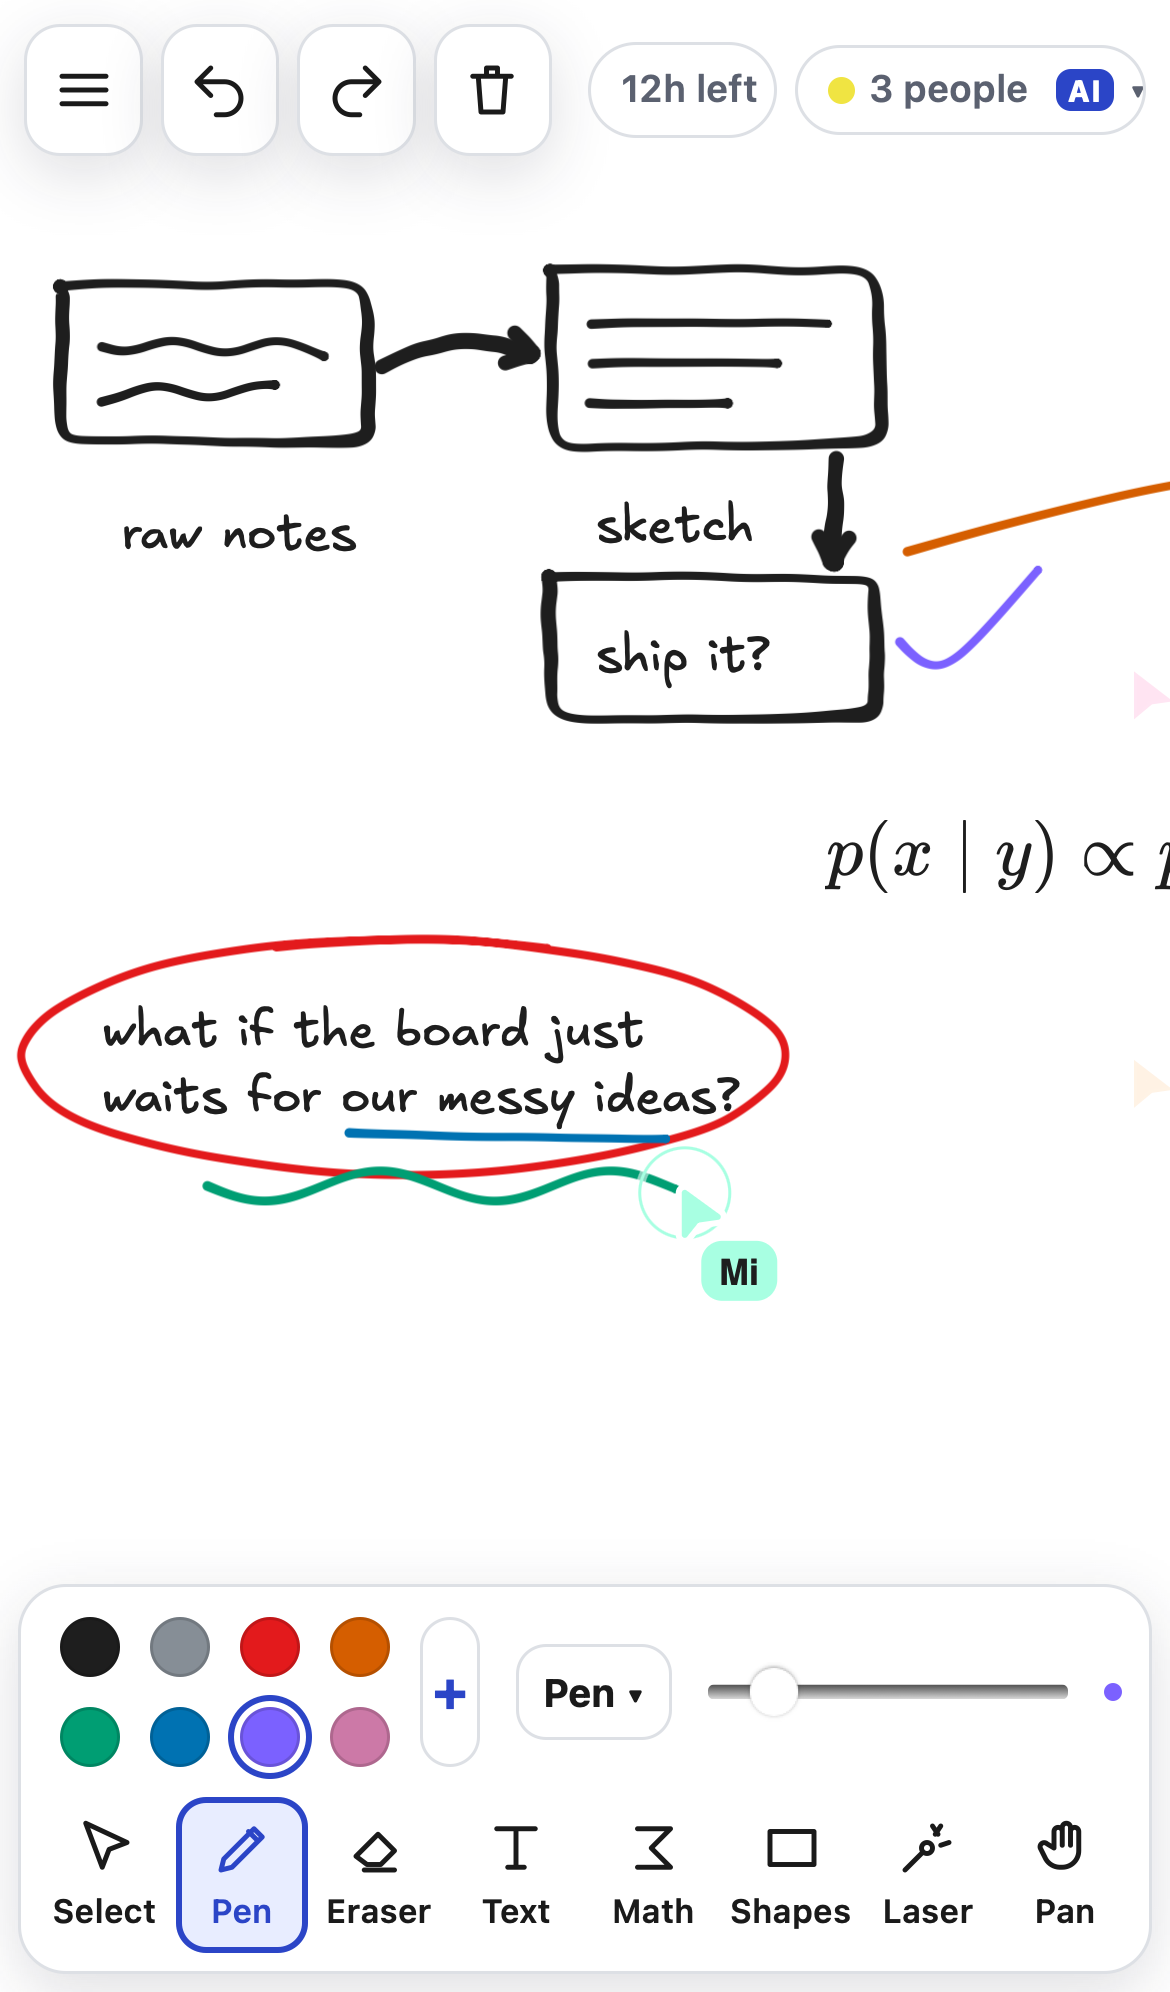 12h left
3 people AI
raw notes
sketch
ship it?
p(x | y) ∝
what if the board just
waits for our messy ideas?
Mi
Pen
Select Pen Eraser Text Math Shapes Laser Pan